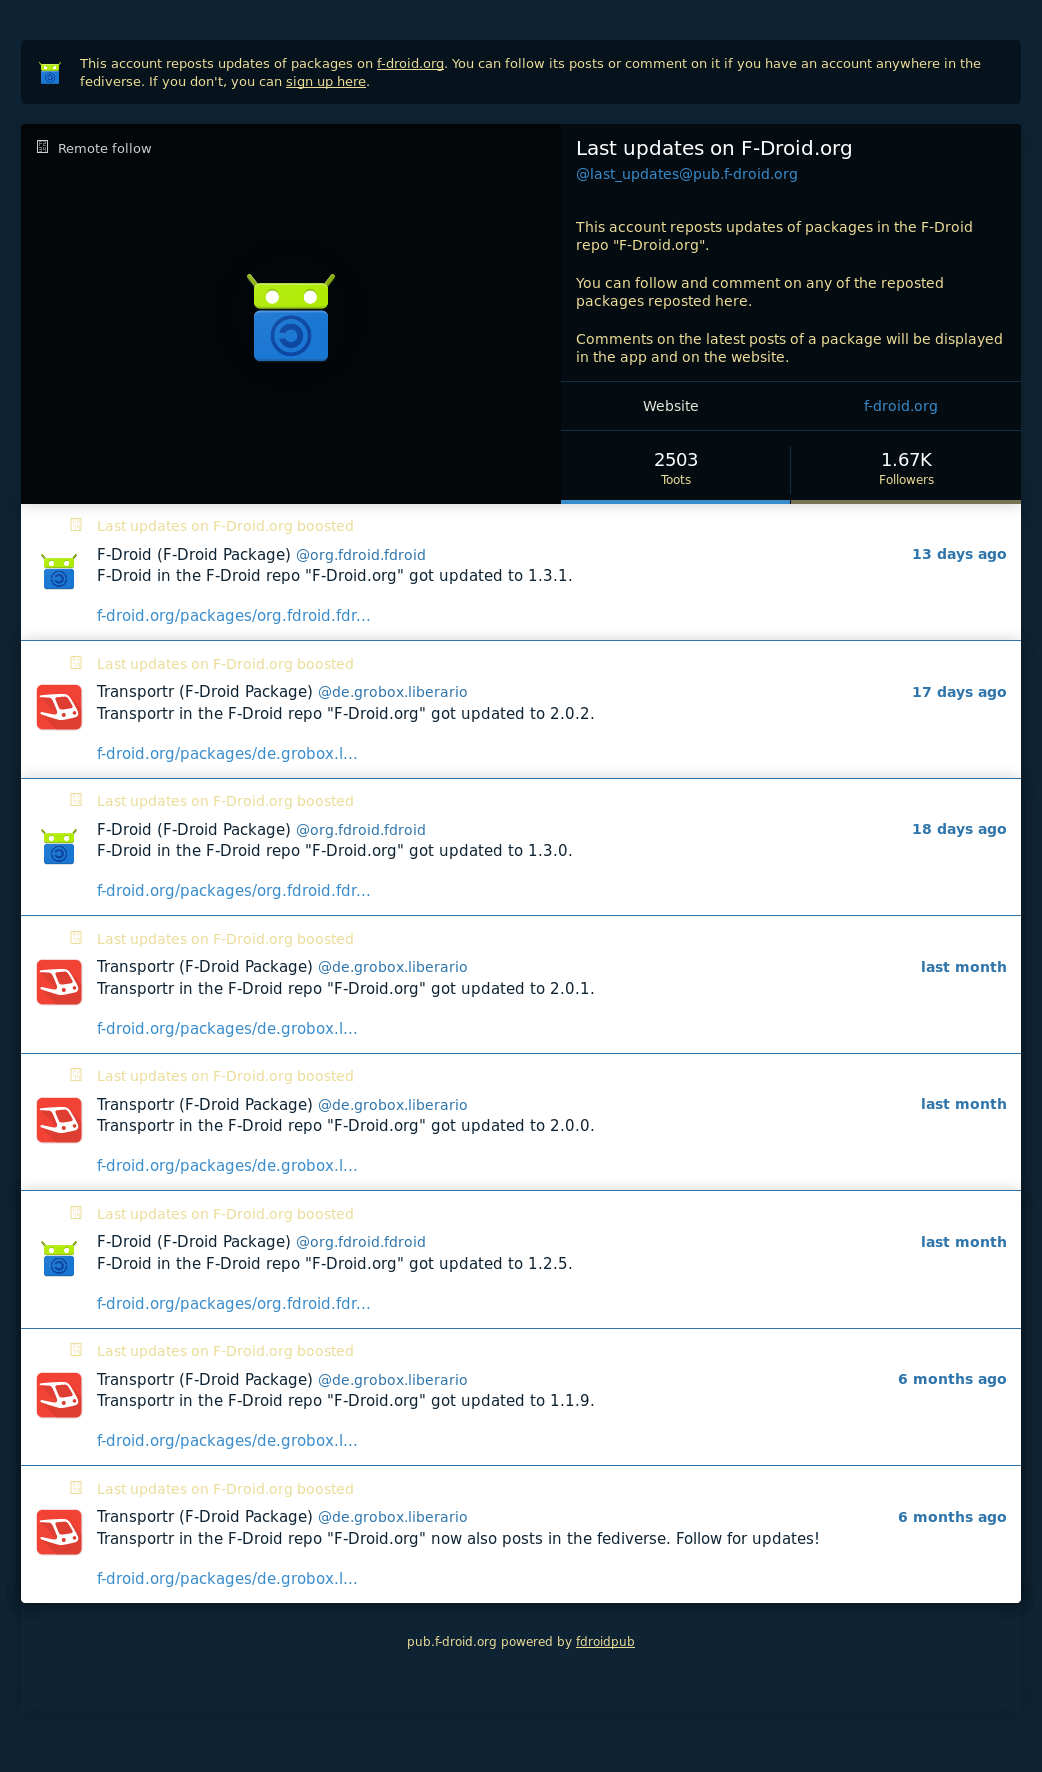 This account reposts updates of packages on f-droid.org. You can follow its posts or comment on it if you have an account anywhere in the
fediverse. If you don't, you can sign up here.
Remote follow
Last updates on F-Droid.org
@last_updates@pub.f-droid.org
This account reposts updates of packages in the F-Droid
repo "F-Droid.org".
You can follow and comment on any of the reposted
packages reposted here.
Comments on the latest posts of a package will be displayed
in the app and on the website.
Website f-droid.org
2503 1.67K
Toots Followers
Last updates on F-Droid.org boosted
F-Droid (F-Droid Package) @org.fdroid.fdroid 13 days ago
F-Droid in the F-Droid repo "F-Droid.org" got updated to 1.3.1.
f-droid.org/packages/org.fdroid.fdr...
Last updates on F-Droid.org boosted
Transportr (F-Droid Package) @de.grobox.liberario 17 days ago
Transportr in the F-Droid repo "F-Droid.org" got updated to 2.0.2.
f-droid.org/packages/de.grobox.l...
Last updates on F-Droid.org boosted
F-Droid (F-Droid Package) @org.fdroid.fdroid 18 days ago
F-Droid in the F-Droid repo "F-Droid.org" got updated to 1.3.0.
f-droid.org/packages/org.fdroid.fdr...
Last updates on F-Droid.org boosted
Transportr (F-Droid Package) @de.grobox.liberario last month
Transportr in the F-Droid repo "F-Droid.org" got updated to 2.0.1.
f-droid.org/packages/de.grobox.l...
Last updates on F-Droid.org boosted
Transportr (F-Droid Package) @de.grobox.liberario last month
Transportr in the F-Droid repo "F-Droid.org" got updated to 2.0.0.
f-droid.org/packages/de.grobox.l...
Last updates on F-Droid.org boosted
F-Droid (F-Droid Package) @org.fdroid.fdroid last month
F-Droid in the F-Droid repo "F-Droid.org" got updated to 1.2.5.
f-droid.org/packages/org.fdroid.fdr...
Last updates on F-Droid.org boosted
Transportr (F-Droid Package) @de.grobox.liberario 6 months ago
Transportr in the F-Droid repo "F-Droid.org" got updated to 1.1.9.
f-droid.org/packages/de.grobox.l...
Last updates on F-Droid.org boosted
Transportr (F-Droid Package) @de.grobox.liberario 6 months ago
Transportr in the F-Droid repo "F-Droid.org" now also posts in the fediverse. Follow for updates!
f-droid.org/packages/de.grobox.l...
pub.f-droid.org powered by fdroidpub